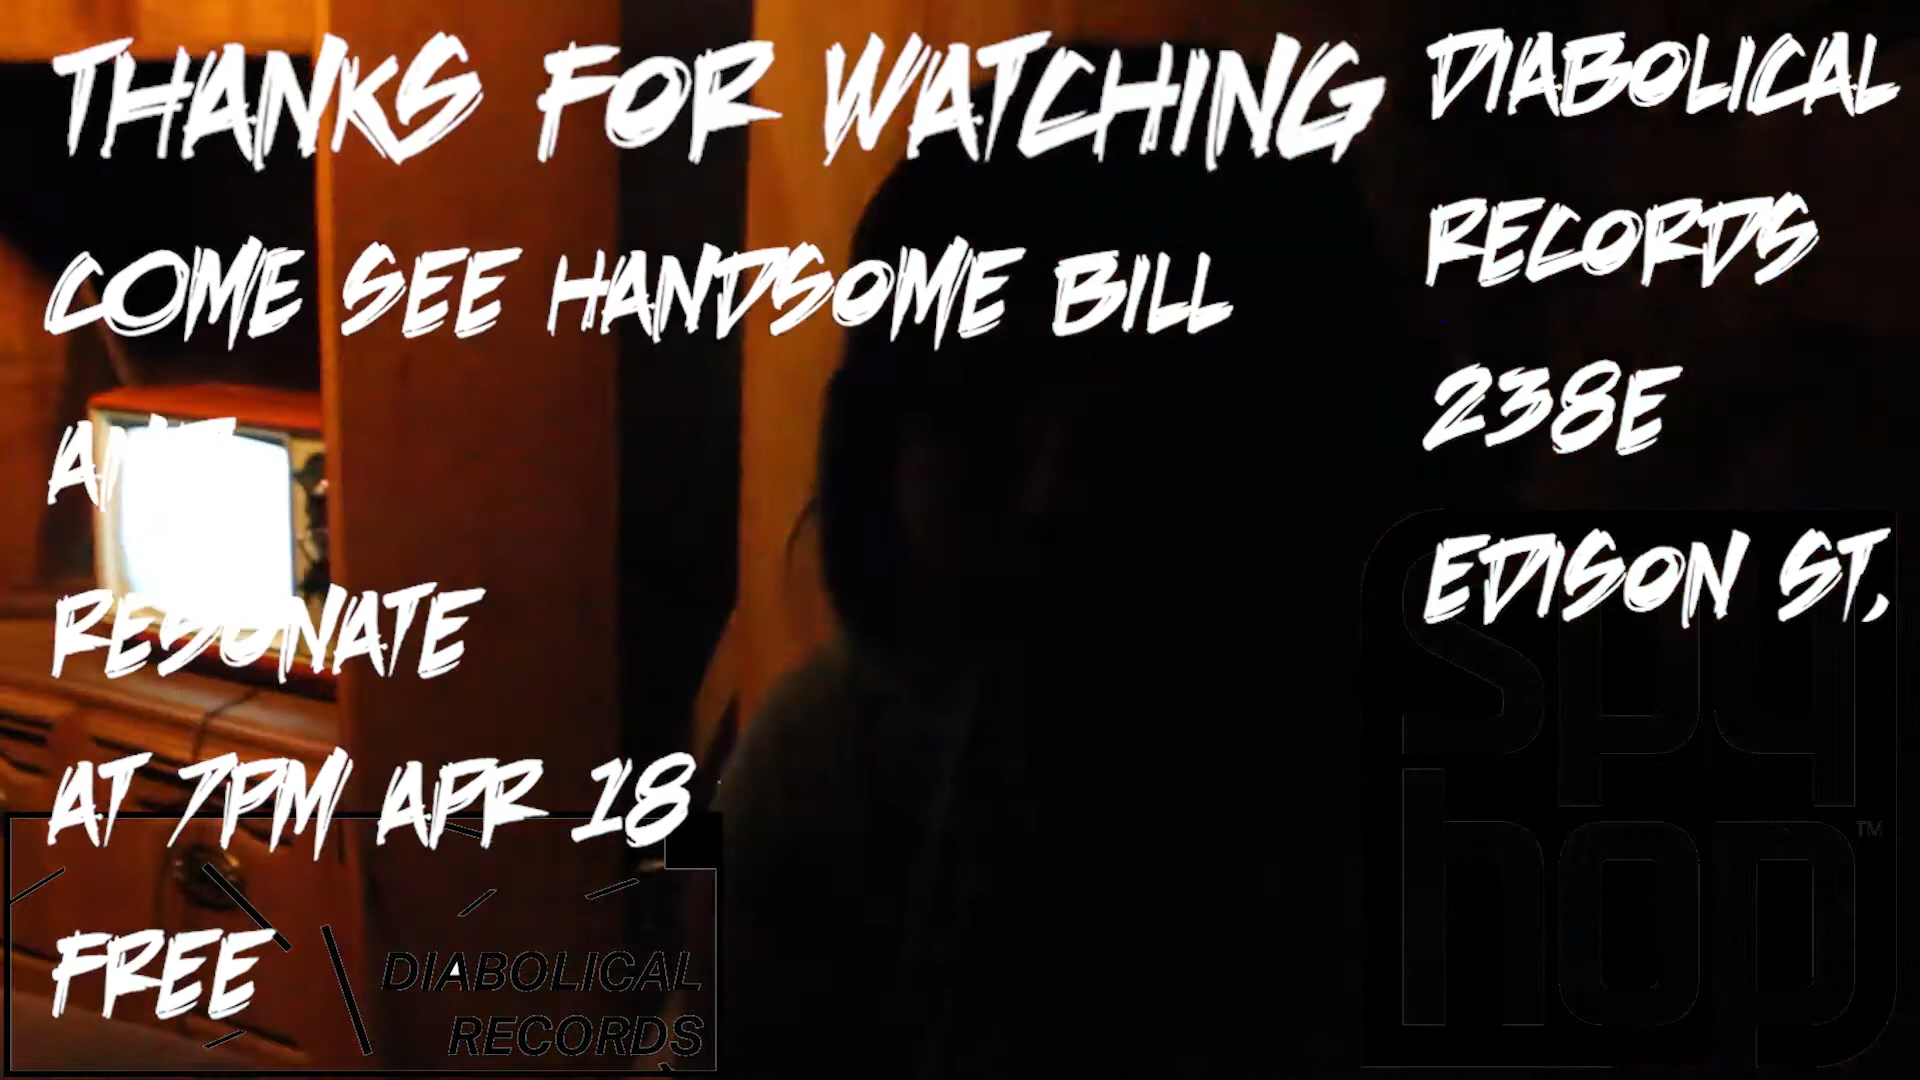 THANKS FOR WATCHING
COME SEE HANDSOME BILL
RESONATE
AT 7PM APR 18
FREE
DIABOLICAL
RECORDS
238E
EDISON ST,
DIABOLICAL
RECORDS
spy
hop™